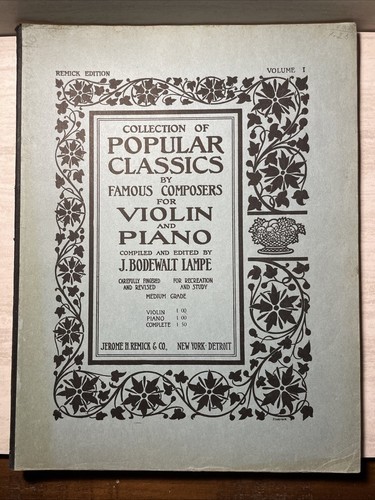 REMICK EDITION VOLUME I
COLLECTION OF
POPULAR
CLASSICS
BY
FAMOUS COMPOSERS
FOR
VIOLIN
AND
PIANO
COMPILED AND EDITED BY
J. BODEWALT LAMPE
CAREFULLY FINGERED FOR RECREATION
AND REVISED AND STUDY
MEDIUM GRADE
VIOLIN 1 00
PIANO 1 00
COMPLETE 1 50
JEROME H. REMICK & CO. NEW YORK-DETROIT